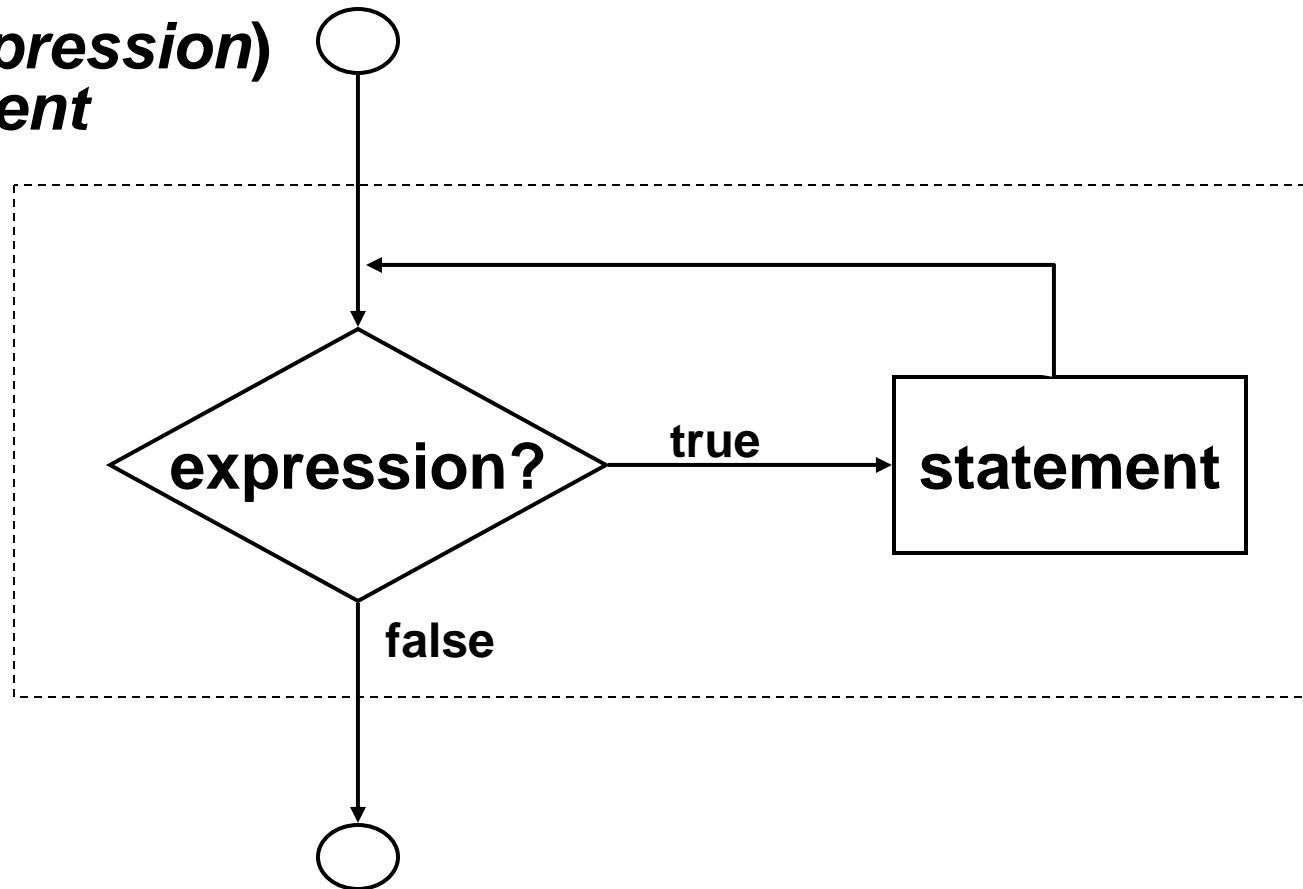 pression)
ent
true
expression?
statement
false